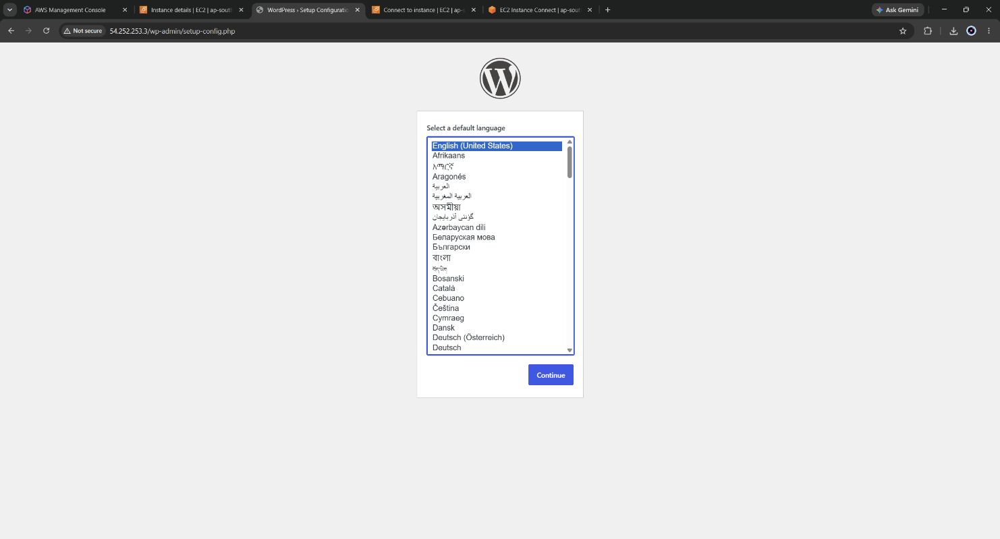 AWS Management Console
Instance details | EC2 | ap-south
WordPress › Setup Configuratio
Connect to instance | EC2 | ap-s
EC2 Instance Connect | ap-sout
Ask Gemini
Not secure
54.252.253.3/wp-admin/setup-config.php
Select a default language
English (United States)
Afrikaans
አማርኛ
Aragonés
العربية
العربية المغربية
অসমীয়া
گؤنئی آذربایجان
Azərbaycan dili
Беларуская мова
Български
বাংলা
བོད་ཡིག
Bosanski
Català
Cebuano
Čeština
Cymraeg
Dansk
Deutsch (Österreich)
Deutsch
Continue